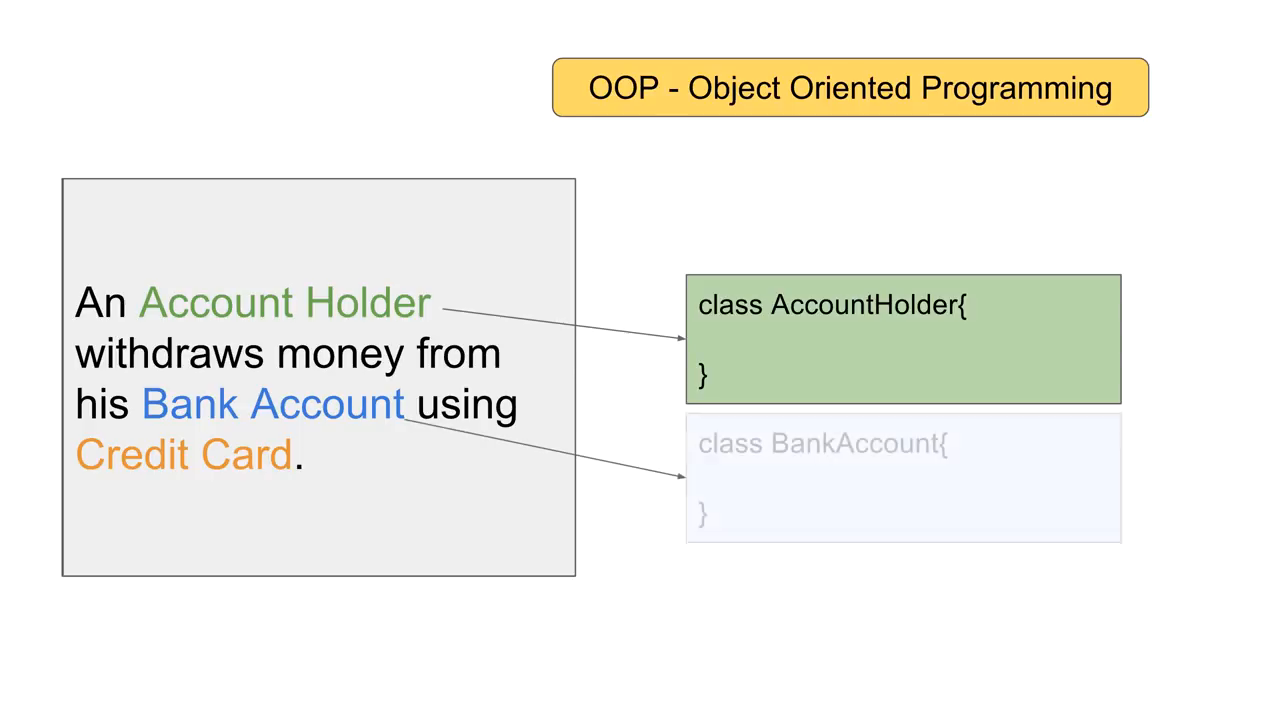 OOP - Object Oriented Programming
An Account Holder
withdraws money from
his Bank Account using
Credit Card.
class AccountHolder{
}
class BankAccount{
}